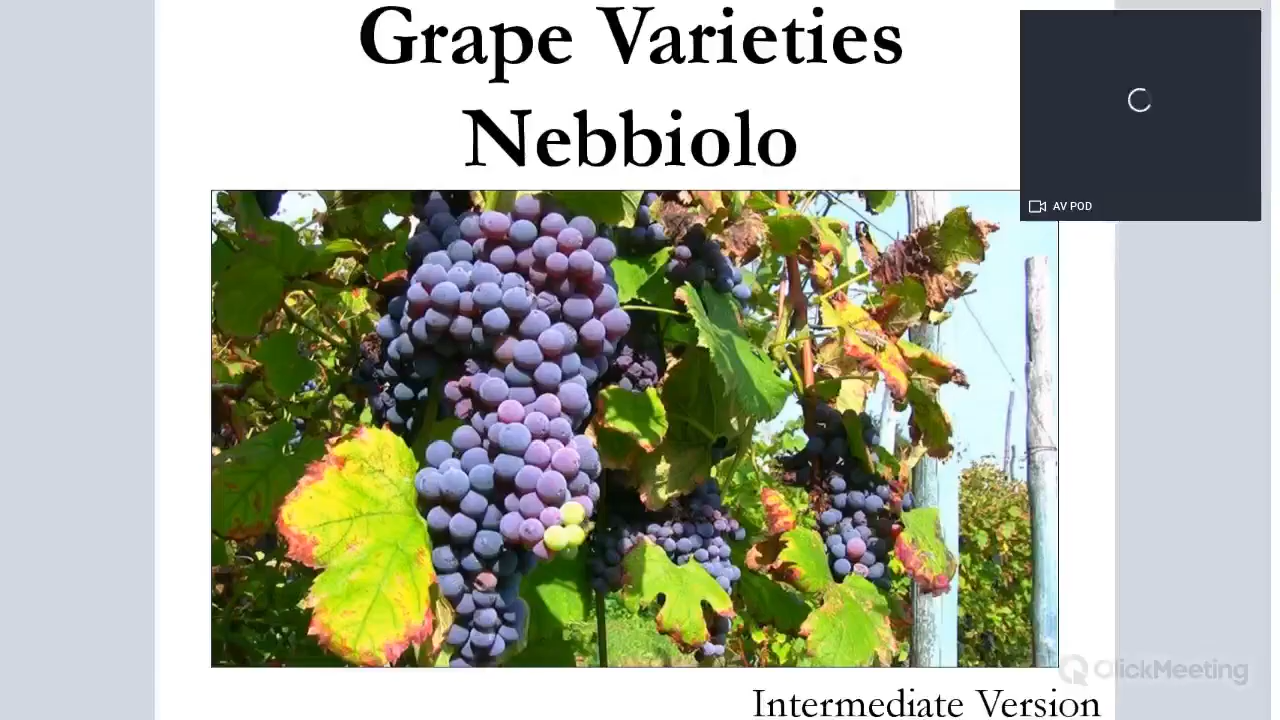 Grape Varieties
Nebbiolo
AV POD
ClickMeeting
Intermediate Version